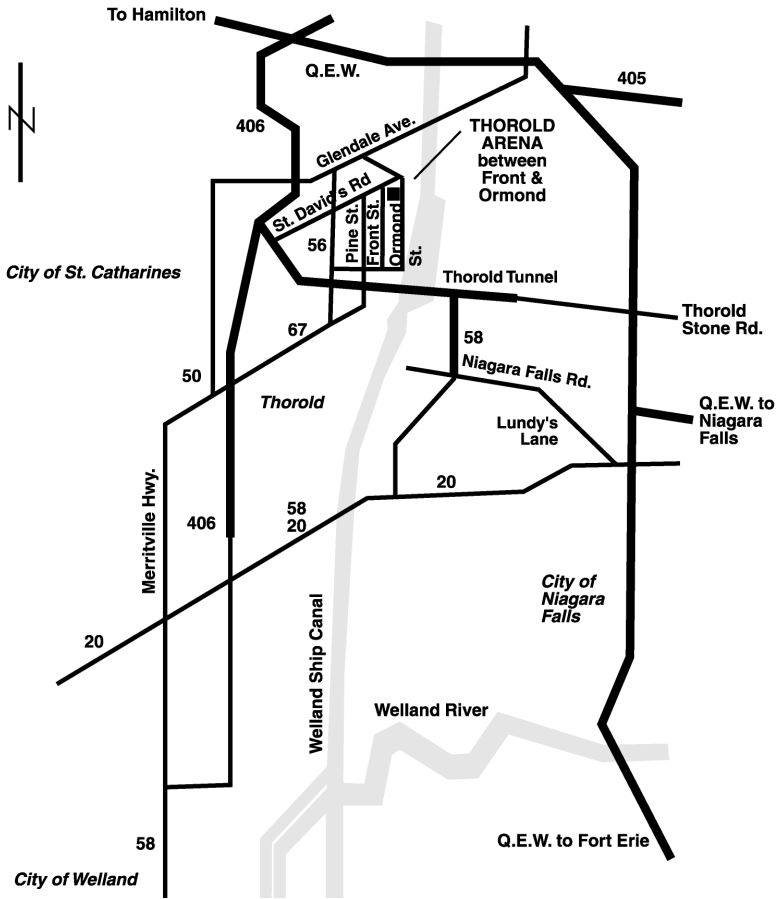 To Hamilton
Q.E.W.
405
406
Glendale Ave.
THOROLD
ARENA
between
Front &
Ormond
St. David's Rd
56
Pine St.
Front St.
Ormond
St.
City of St. Catharines
Thorold Tunnel
Thorold
Stone Rd.
67
58
Niagara Falls Rd.
50
Thorold
Lundy's
Lane
Q.E.W. to
Niagara
Falls
Merritville Hwy.
406
58
20
20
City of
Niagara
Falls
20
Welland Ship Canal
Welland River
58
Q.E.W. to Fort Erie
City of Welland
N